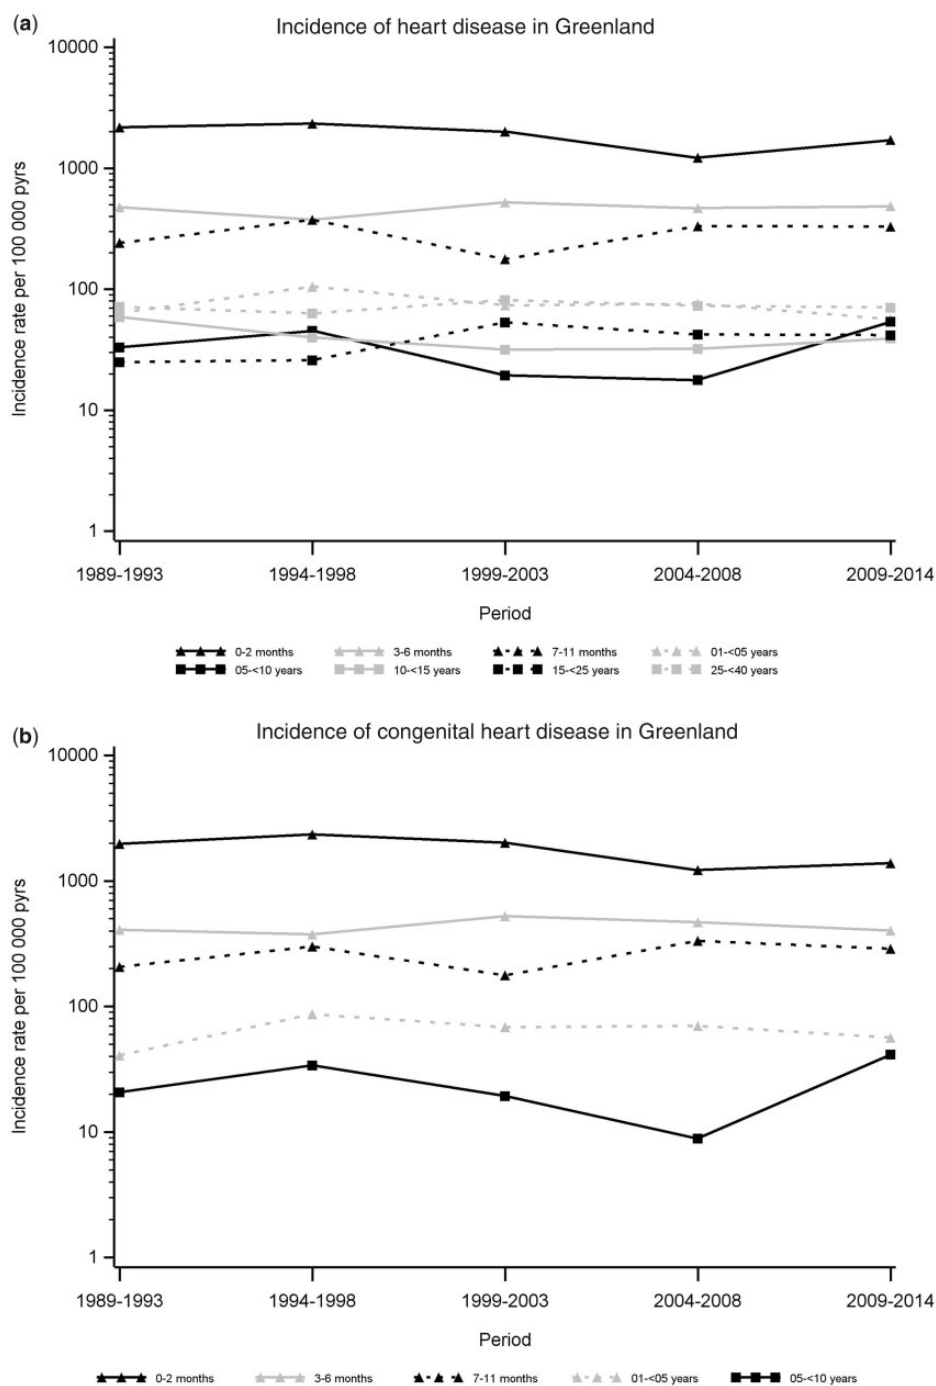 (a) Incidence of heart disease in Greenland
Incidence rate per 100 000 pyrs
10000
1000
100
10
1
1989-1993 1994-1998 1999-2003 2004-2008 2009-2014
Period
0-2 months 3-6 months 7-11 months 01-<05 years
05-<10 years 10-<15 years 15-<25 years 25-<40 years
(b) Incidence of congenital heart disease in Greenland
Incidence rate per 100 000 pyrs
10000
1000
100
10
1
1989-1993 1994-1998 1999-2003 2004-2008 2009-2014
Period
0-2 months 3-6 months 7-11 months 01-<05 years 05-<10 years